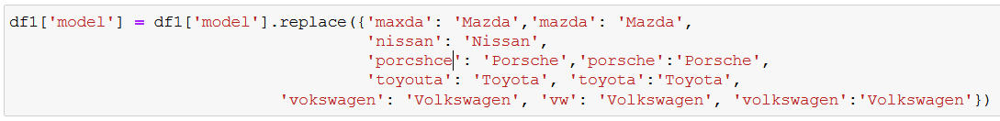 df1['model'] = df1['model'].replace({'maxda': 'Mazda','mazda': 'Mazda',
'nissan': 'Nissan',
'porcshce': 'Porsche','porsche':'Porsche',
'toyouta': 'Toyota', 'toyota':'Toyota',
'vokswagen': 'Volkswagen', 'vw': 'Volkswagen', 'volkswagen':'Volkswagen'})